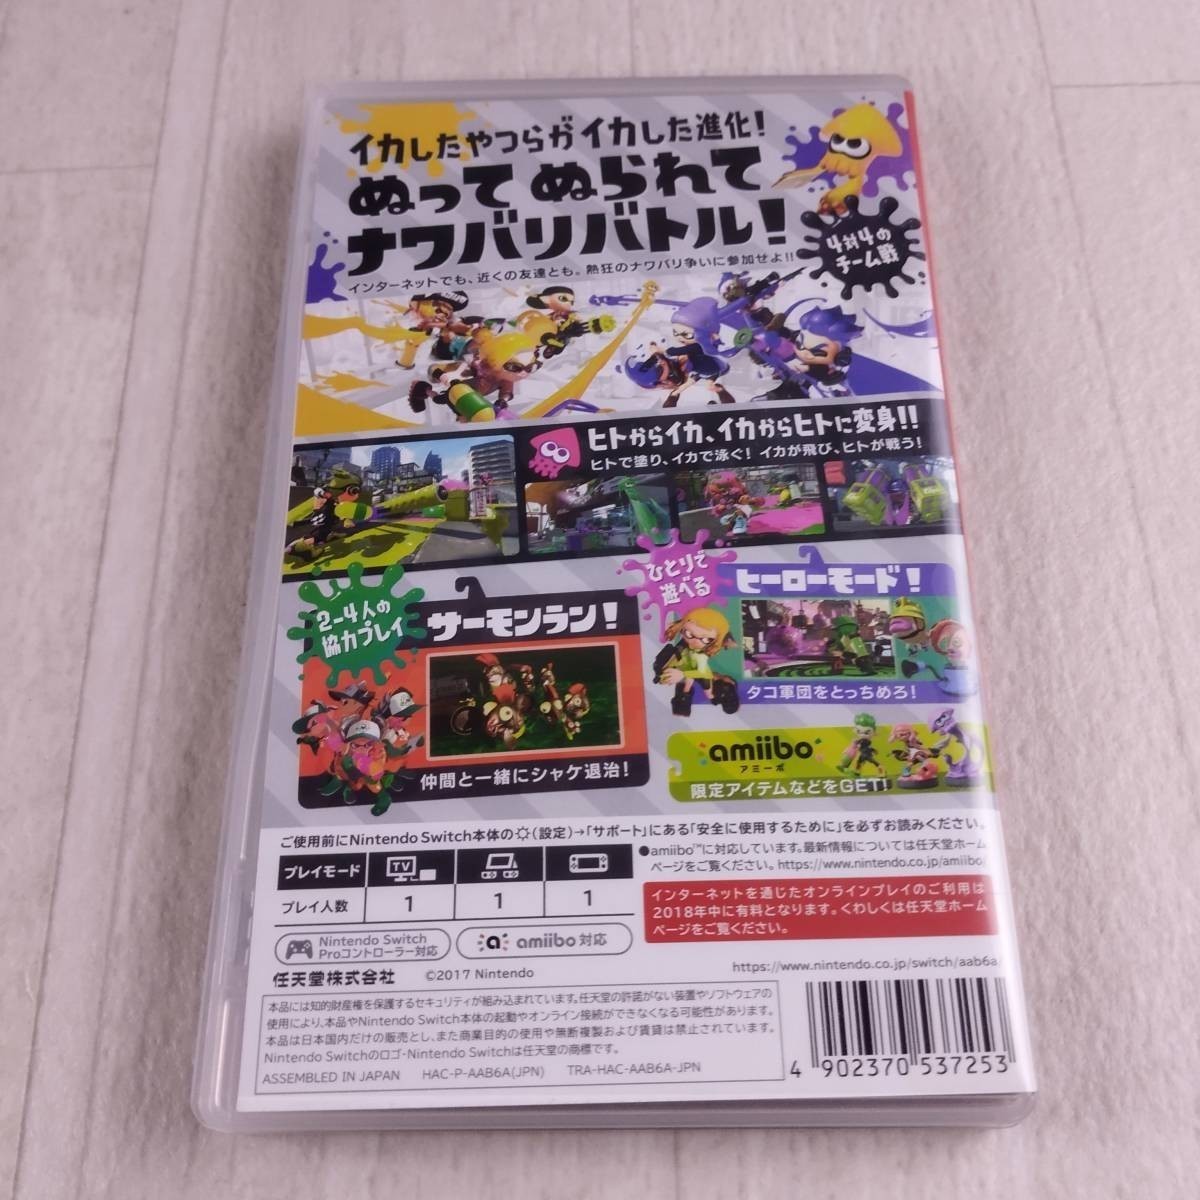 イカしたやつらがイカした進化!
ぬって ぬられて
ナワバリバトル!
4対4の
チーム戦
インターネットでも、近くの友達とも。熱狂のナワバリ争いに参加せよ!!
ヒトからイカ、イカからヒトに変身!!
ヒトで塗り、イカで泳ぐ! イカが飛び、ヒトが戦う!
2-4人の
協力プレイ
サーモンラン!
仲間と一緒にシャケ退治!
ひとりで
遊べる
ヒーローモード!
タコ軍団をとっちめろ!
amiibo
アミーボ
限定アイテムなどをGET!
ご使用前にNintendo Switch本体の(設定)→「サポート」にある「安全に使用するために」を必ずお読みください。
プレイモード
TV
プレイ人数
1
1
1
●amiibo™に対応しています。最新情報については任天堂ホーム
ページをご覧ください。https://www.nintendo.co.jp/amiibo/
インターネットを通じたオンラインプレイのご利用は
2018年中に有料となります。くわしくは任天堂ホーム
ページをご覧ください。
Nintendo Switch
Proコントローラー対応
amiibo 対応
任天堂株式会社
©2017 Nintendo
https://www.nintendo.co.jp/switch/aab6a/
本品には知的財産権を保護するセキュリティが組み込まれています。任天堂の許諾がない装置やソフトウェアの
使用により、本品やNintendo Switch本体の起動やオンライン接続ができなくなる可能性があります。
本品は日本国内だけの販売とし、また商業目的の使用や無断複製および賃貸は禁止されています。
Nintendo Switchのロゴ・Nintendo Switchは任天堂の商標です。
ASSEMBLED IN JAPAN HAC-P-AAB6A(JPN) TRA-HAC-AAB6A-JPN
4 902370 537253